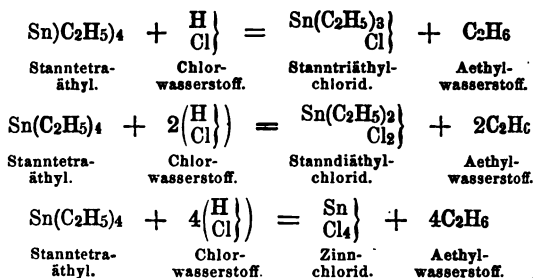 Sn)C2H5)4 + H Cl} = Sn(C2H5)3 Cl} + C2H6
Stanntetra- Chlor- Stanntriäthyl- Aethyl-
äthyl. wasserstoff. chlorid. wasserstoff.
Sn(C2H5)4 + 2(H Cl}) = Sn(C2H5)2 Cl2} + 2C2H6
Stanntetra- Chlor- Stanndiäthyl- Aethyl-
äthyl. wasserstoff. chlorid. wasserstoff.
Sn(C2H5)4 + 4(H Cl}) = Sn Cl4} + 4C2H6
Stanntetra- Chlor- Zinn- Aethyl-
äthyl. wasserstoff. chlorid. wasserstoff.